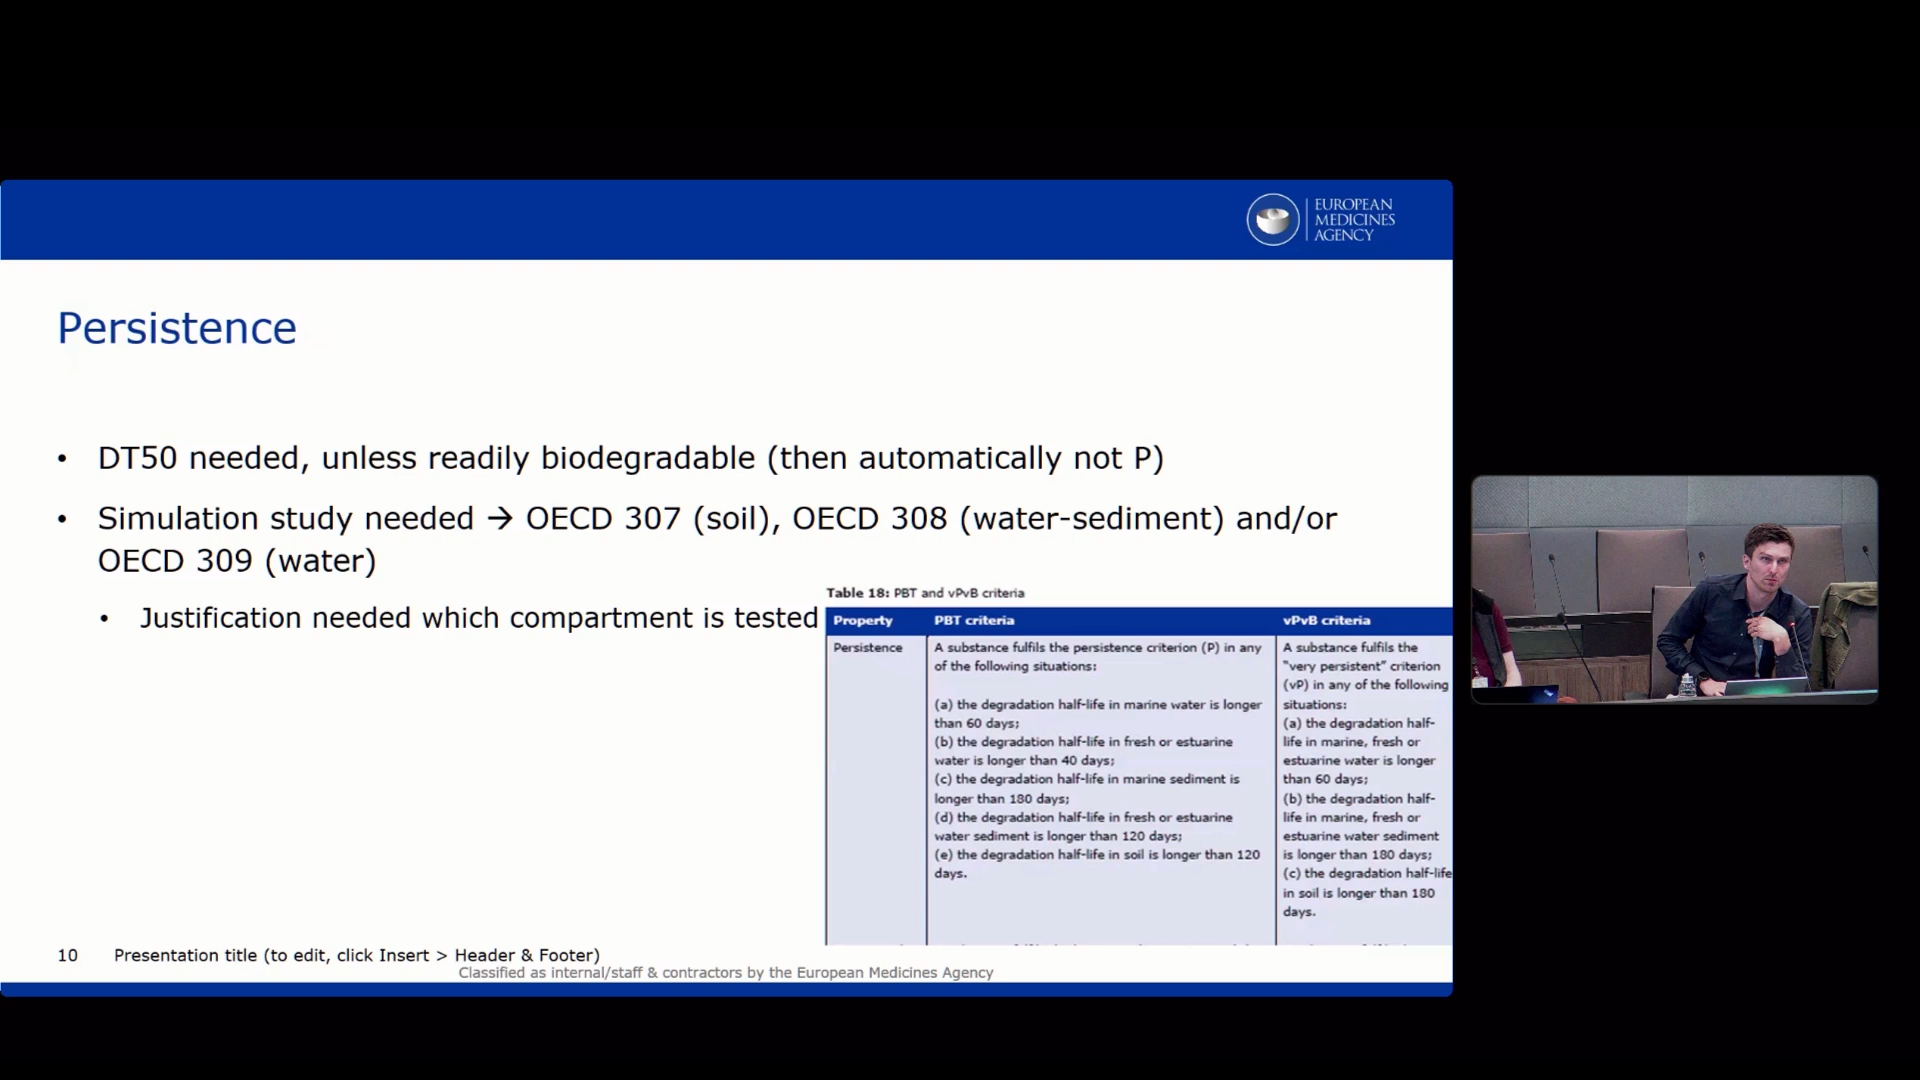 EUROPEAN
MEDICINES
AGENCY
Persistence
• DT50 needed, unless readily biodegradable (then automatically not P)
• Simulation study needed → OECD 307 (soil), OECD 308 (water-sediment) and/or
OECD 309 (water)
• Justification needed which compartment is tested
Table 18: PBT and vPvB criteria
Property
PBT criteria
vPvB criteria
Persistence
A substance fulfils the persistence criterion (P) in any
of the following situations:
(a) the degradation half-life in marine water is longer
than 60 days;
(b) the degradation half-life in fresh or estuarine
water is longer than 40 days;
(c) the degradation half-life in marine sediment is
longer than 180 days;
(d) the degradation half-life in fresh or estuarine
water sediment is longer than 120 days;
(e) the degradation half-life in soil is longer than 120
days.
A substance fulfils the
“very persistent” criterion
(vP) in any of the following
situations:
(a) the degradation half-
life in marine, fresh or
estuarine water is longer
than 60 days;
(b) the degradation half-
life in marine, fresh or
estuarine water sediment
is longer than 180 days;
(c) the degradation half-life
in soil is longer than 180
days.
10 Presentation title (to edit, click Insert > Header & Footer)
Classified as internal/staff & contractors by the European Medicines Agency